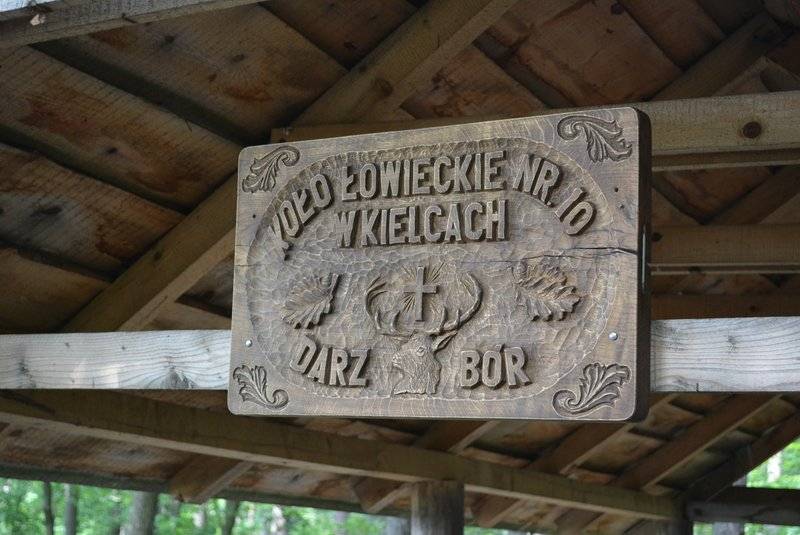 KOŁO ŁOWIECKIE NR.10
W KIELCACH
DARZ BÓR